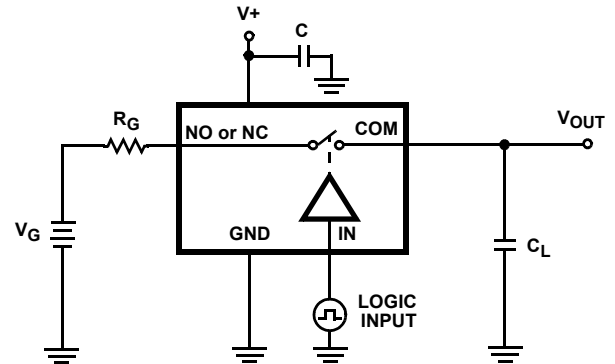 V+
C
RG
NO or NC
COM
VOUT
VG
GND
IN
CL
LOGIC
INPUT